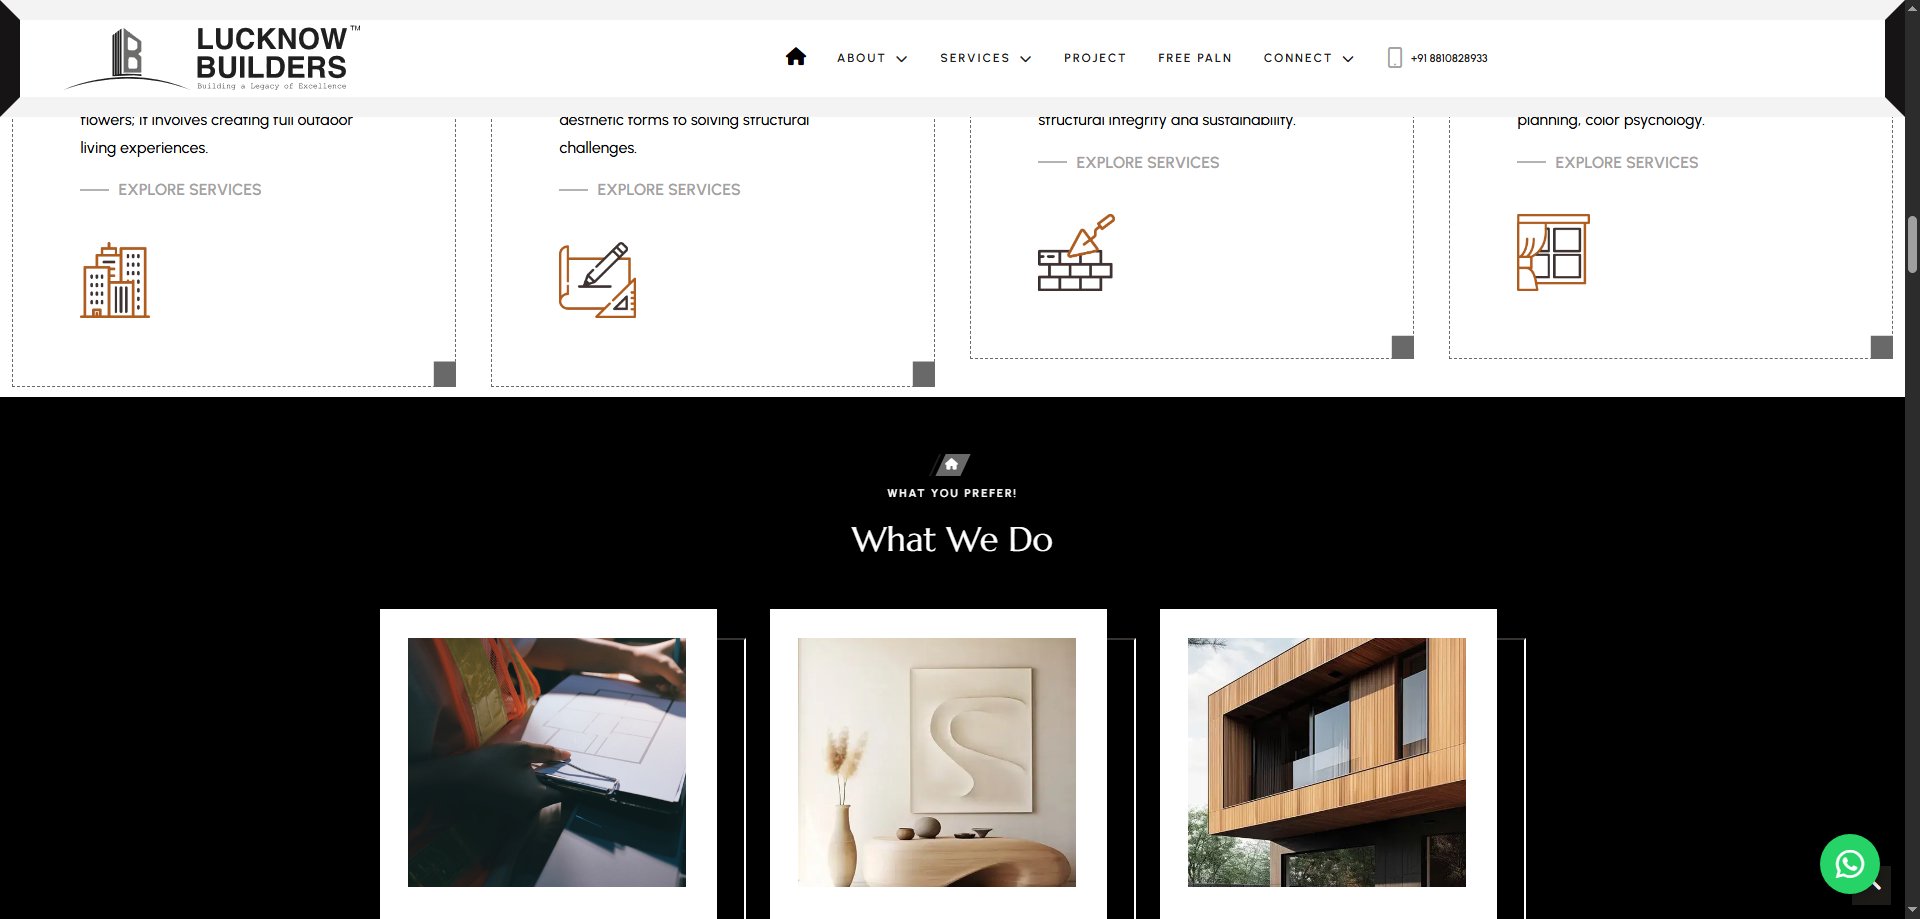 LUCKNOW ™
BUILDERS
Building a Legacy of Excellence
ABOUT
SERVICES
PROJECT
FREE PALN
CONNECT
+91 8810828933
flowers; it involves creating full outdoor
living experiences.
EXPLORE SERVICES
aesthetic forms to solving structural
challenges.
EXPLORE SERVICES
structural integrity and sustainability.
EXPLORE SERVICES
planning, color psychology.
EXPLORE SERVICES
WHAT YOU PREFER!
What We Do